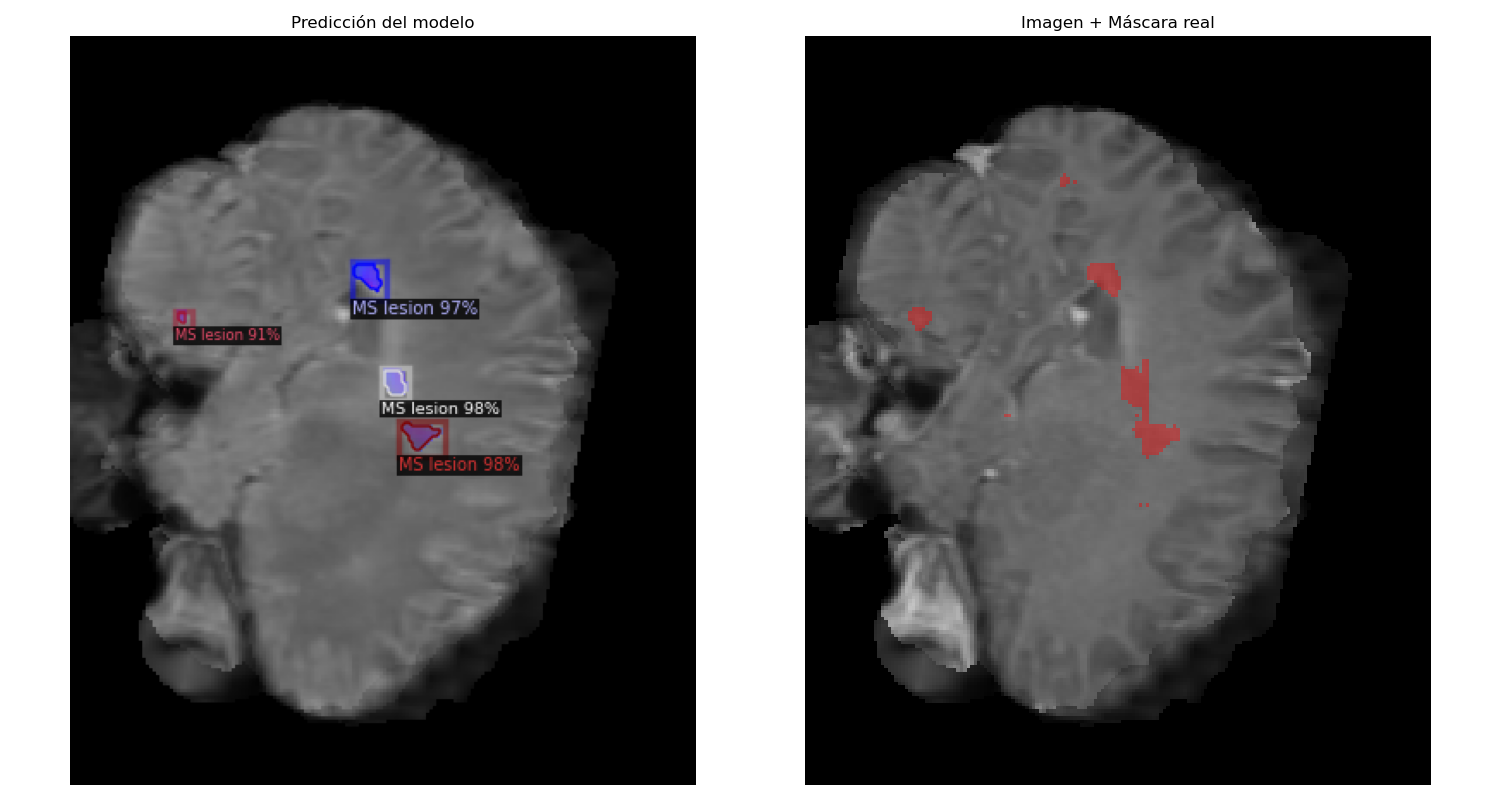 Predicción del modelo
Imagen + Máscara real
MS lesion 97%
MS lesion 91%
MS lesion 98%
MS lesion 98%